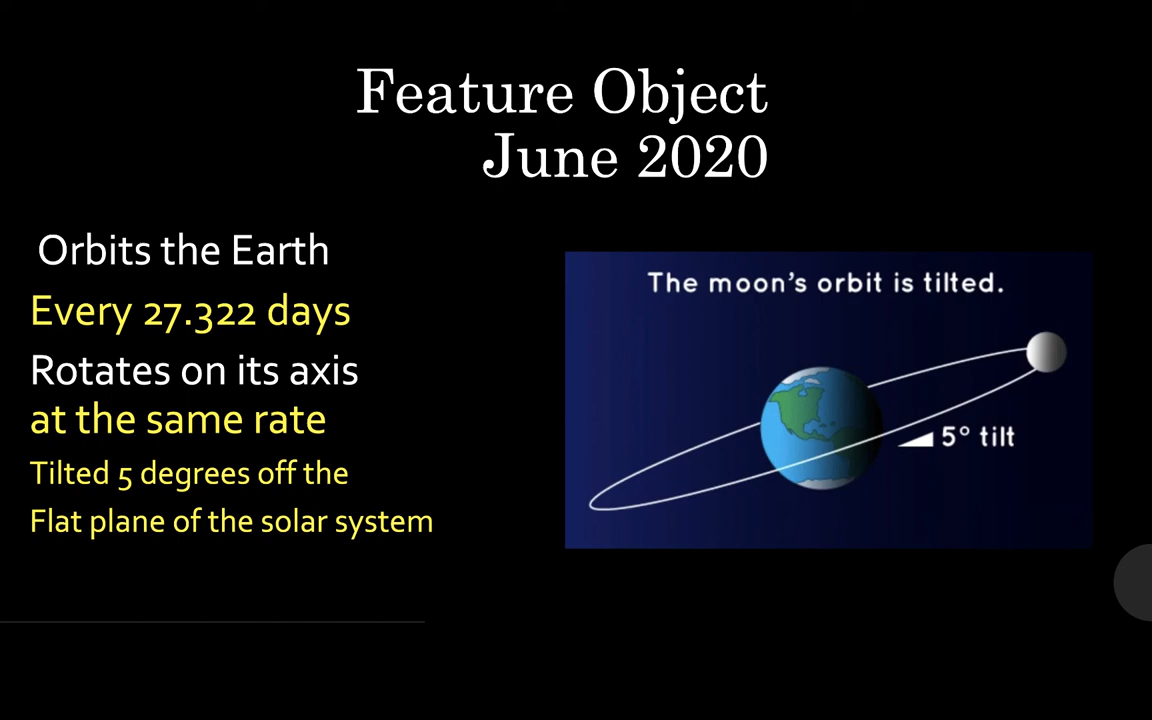 Feature Object
June 2020
Orbits the Earth
Every 27.322 days
Rotates on its axis
at the same rate
Tilted 5 degrees off the
Flat plane of the solar system
The moon's orbit is tilted.
5° tilt